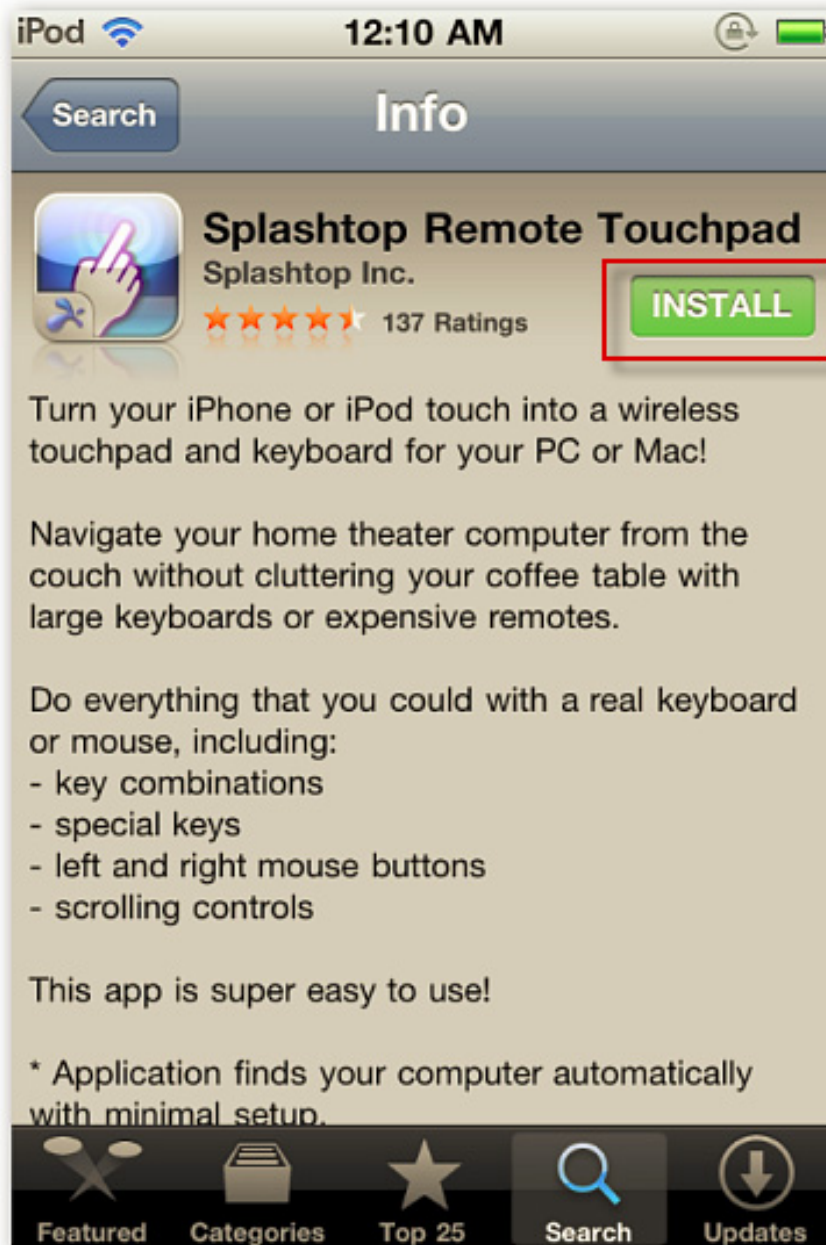 iPod 12:10 AM
Search Info
Splashtop Remote Touchpad
Splashtop Inc.
137 Ratings
INSTALL
Turn your iPhone or iPod touch into a wireless
touchpad and keyboard for your PC or Mac!
Navigate your home theater computer from the
couch without cluttering your coffee table with
large keyboards or expensive remotes.
Do everything that you could with a real keyboard
or mouse, including:
- key combinations
- special keys
- left and right mouse buttons
- scrolling controls
This app is super easy to use!
* Application finds your computer automatically
with minimal setup.
Featured Categories Top 25 Search Updates